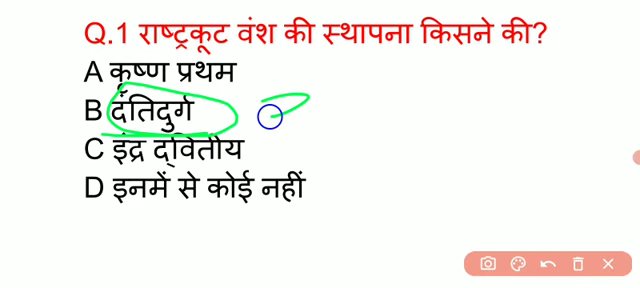 Q.1 राष्ट्रकूट वंश की स्थापना किसने की?
A कृष्ण प्रथम
B दंतिदुर्ग
C इंद्र द्वितीय
D इनमें से कोई नहीं